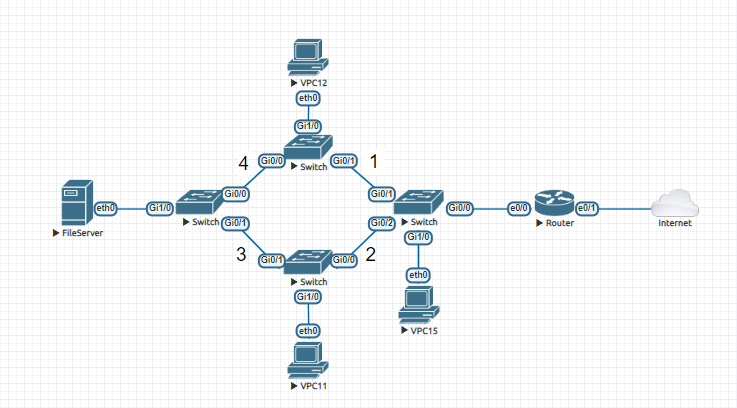 VPC12
eth0
Gi1/0
4
Gi0/0
Switch
Gi0/1
1
FileServer
eth0
Gi1/0
Switch
Gi0/0
Gi0/1
Gi0/1
Gi0/2
Switch
Gi0/0
Gi1/0
e0/0
Router
e0/1
Internet
3
Gi0/1
Switch
Gi0/0
2
Gi1/0
eth0
VPC11
eth0
VPC15